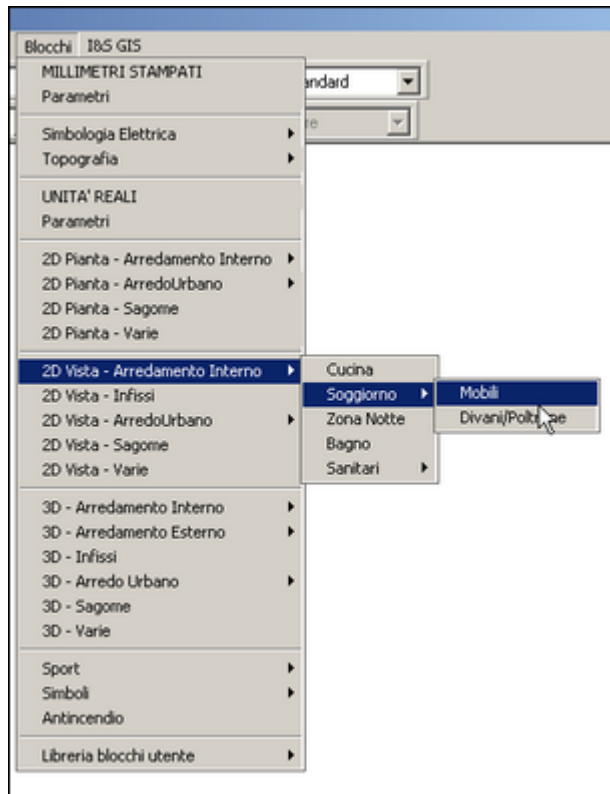 Blocchi I&S GIS
MILLIMETRI STAMPATI
Parametri
Simbologia Elettrica
Topografia
UNITA' REALI
Parametri
2D Pianta - Arredamento Interno
2D Pianta - ArredoUrbano
2D Pianta - Sagome
2D Pianta - Varie
2D Vista - Arredamento Interno
2D Vista - Infissi
2D Vista - ArredoUrbano
2D Vista - Sagome
2D Vista - Varie
3D - Arredamento Interno
3D - Arredamento Esterno
3D - Infissi
3D - Arredo Urbano
3D - Sagome
3D - Varie
Sport
Simboli
Antincendio
Libreria blocchi utente
Cucina
Soggiorno
Zona Notte
Bagno
Sanitari
Mobili
Divani/Poltrone
ndard
re